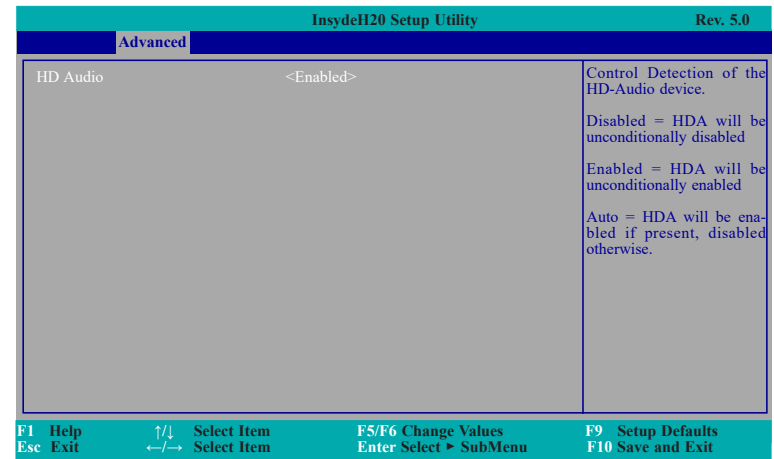 InsydeH20 Setup Utility Rev. 5.0
Advanced
HD Audio <Enabled>
Control Detection of the
HD-Audio device.
Disabled = HDA will be
unconditionally disabled
Enabled = HDA will be
unconditionally enabled
Auto = HDA will be ena-
bled if present, disabled
otherwise.
F1 Help ↑/↓ Select Item F5/F6 Change Values F9 Setup Defaults
Esc Exit ←/→ Select Item Enter Select ► SubMenu F10 Save and Exit